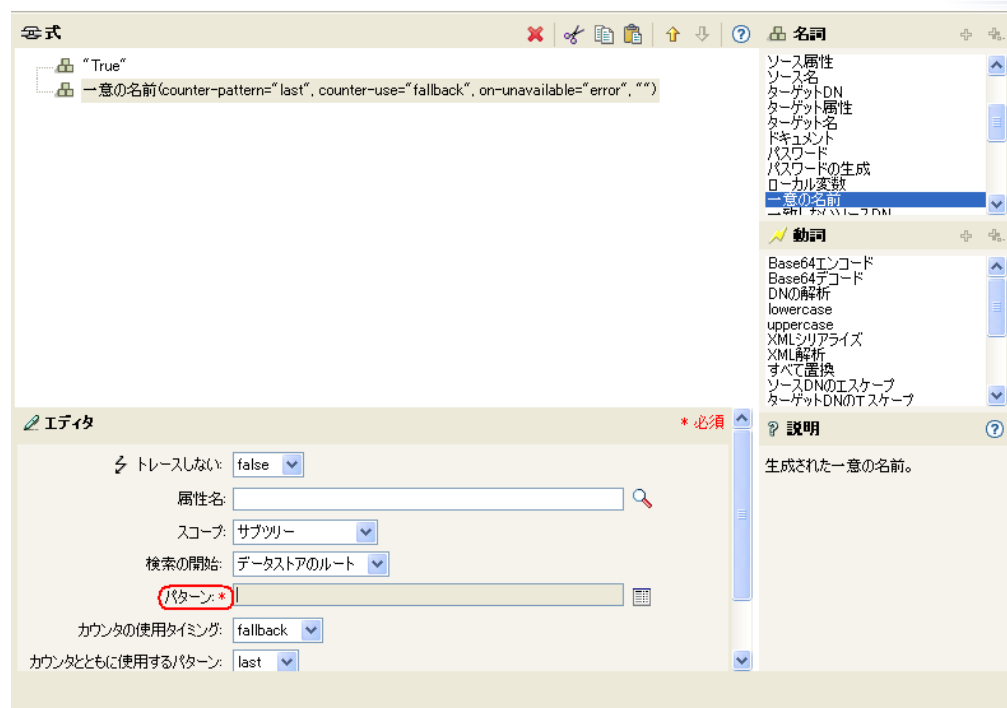 式
"True"
一意の名前(counter-pattern="last", counter-use="fallback", on-unavailable="error", "")
名詞
ソース属性
ソース名
ターゲットDN
ターゲット属性
ターゲット名
ドキュメント
パスワード
パスワードの生成
ローカル変数
一意の名前
一致しないソースDN
動詞
Base64エンコード
Base64デコード
DNの解析
lowercase
uppercase
XMLシリアライズ
XML解析
すべて置換
ソースDNのエスケープ
ターゲットDNのエスケープ
エディタ
* 必須
トレースしない: false
属性名:
スコープ: サブツリー
検索の開始: データストアのルート
パターン: *
カウンタの使用タイミング: fallback
カウンタとともに使用するパターン: last
説明
生成された一意の名前。